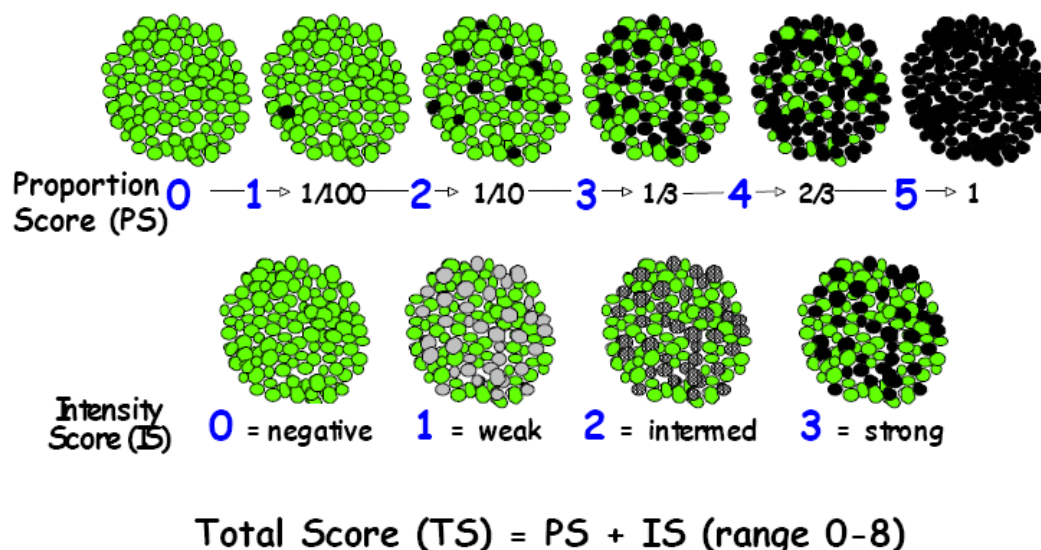 Proportion Score (PS) 0 1 1/100 2 1/10 3 1/3 4 2/3 5 1
Intensity Score (IS) 0 = negative 1 = weak 2 = intermed 3 = strong
Total Score (TS) = PS + IS (range 0-8)